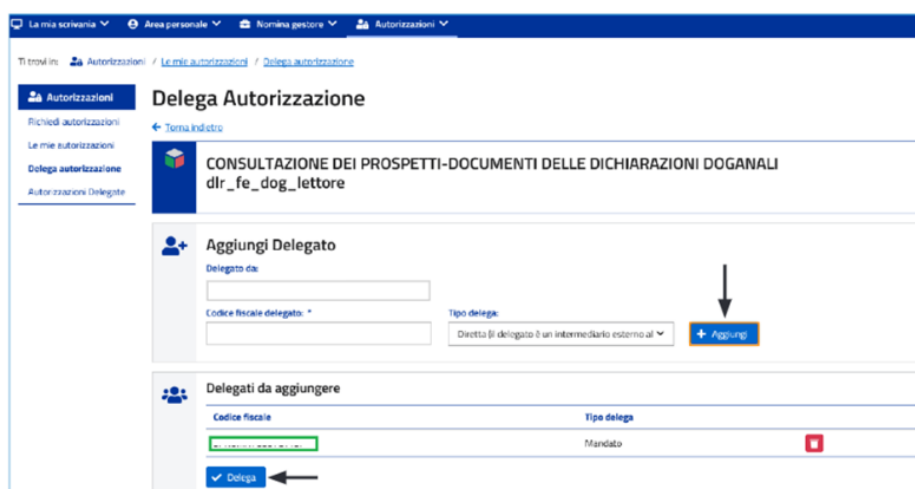 La mia scrivania Area personale Nomina gestore Autorizzazioni
Ti trovi in: Autorizzazioni / Le mie autorizzazioni / Delega autorizzazione
Autorizzazioni
Richiedi autorizzazioni
Le mie autorizzazioni
Delega autorizzazione
Autorizzazioni Delegate
Delega Autorizzazione
Torna indietro
CONSULTAZIONE DEI PROSPETTI-DOCUMENTI DELLE DICHIARAZIONI DOGANALI
dlr_fe_dog_lettore
Aggiungi Delegato
Delegato da:
Codice fiscale delegato: * Tipo delega:
Diretta (il delegato è un intermediario esterno al
+ Aggiungi
Delegati da aggiungere
Codice fiscale Tipo delega
Mandato
Delega